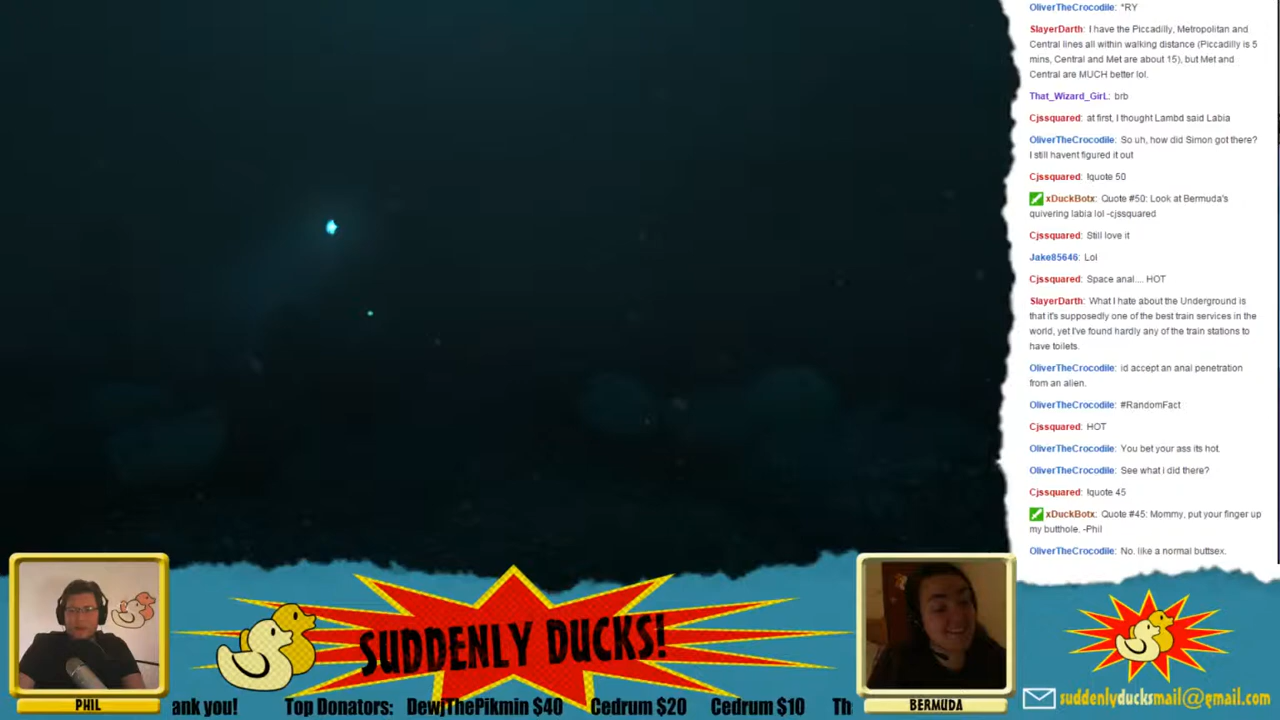 OliverTheCrocodile: *RY
SlayerDarth: I have the Piccadilly, Metropolitan and
Central lines all within walking distance (Piccadilly is 5
mins, Central and Met are about 15), but Met and
Central are MUCH better lol.
That_Wizard_GirL: brb
Cjssquared: at first, I thought Lambd said Labia
OliverTheCrocodile: So uh, how did Simon got there?
I still havent figured it out
Cjssquared: !quote 50
xDuckBotx: Quote #50: Look at Bermuda's
quivering labia lol -cjssquared
Cjssquared: Still love it
Jake85646: Lol
Cjssquared: Space anal.... HOT
SlayerDarth: What I hate about the Underground is
that it's supposedly one of the best train services in the
world, yet I've found hardly any of the train stations to
have toilets.
OliverTheCrocodile: id accept an anal penetration
from an alien.
OliverTheCrocodile: #RandomFact
Cjssquared: HOT
OliverTheCrocodile: You bet your ass its hot.
OliverTheCrocodile: See what i did there?
Cjssquared: !quote 45
xDuckBotx: Quote #45: Mommy, put your finger up
my butthole. -Phil
OliverTheCrocodile: No. like a normal buttsex.
SUDDENLY DUCKS!
PHIL
ank you! Top Donators: DewjThePikmin $40 Cedrum $20 Cedrum $10 Th
BERMUDA
suddenlyducksmail@gmail.com